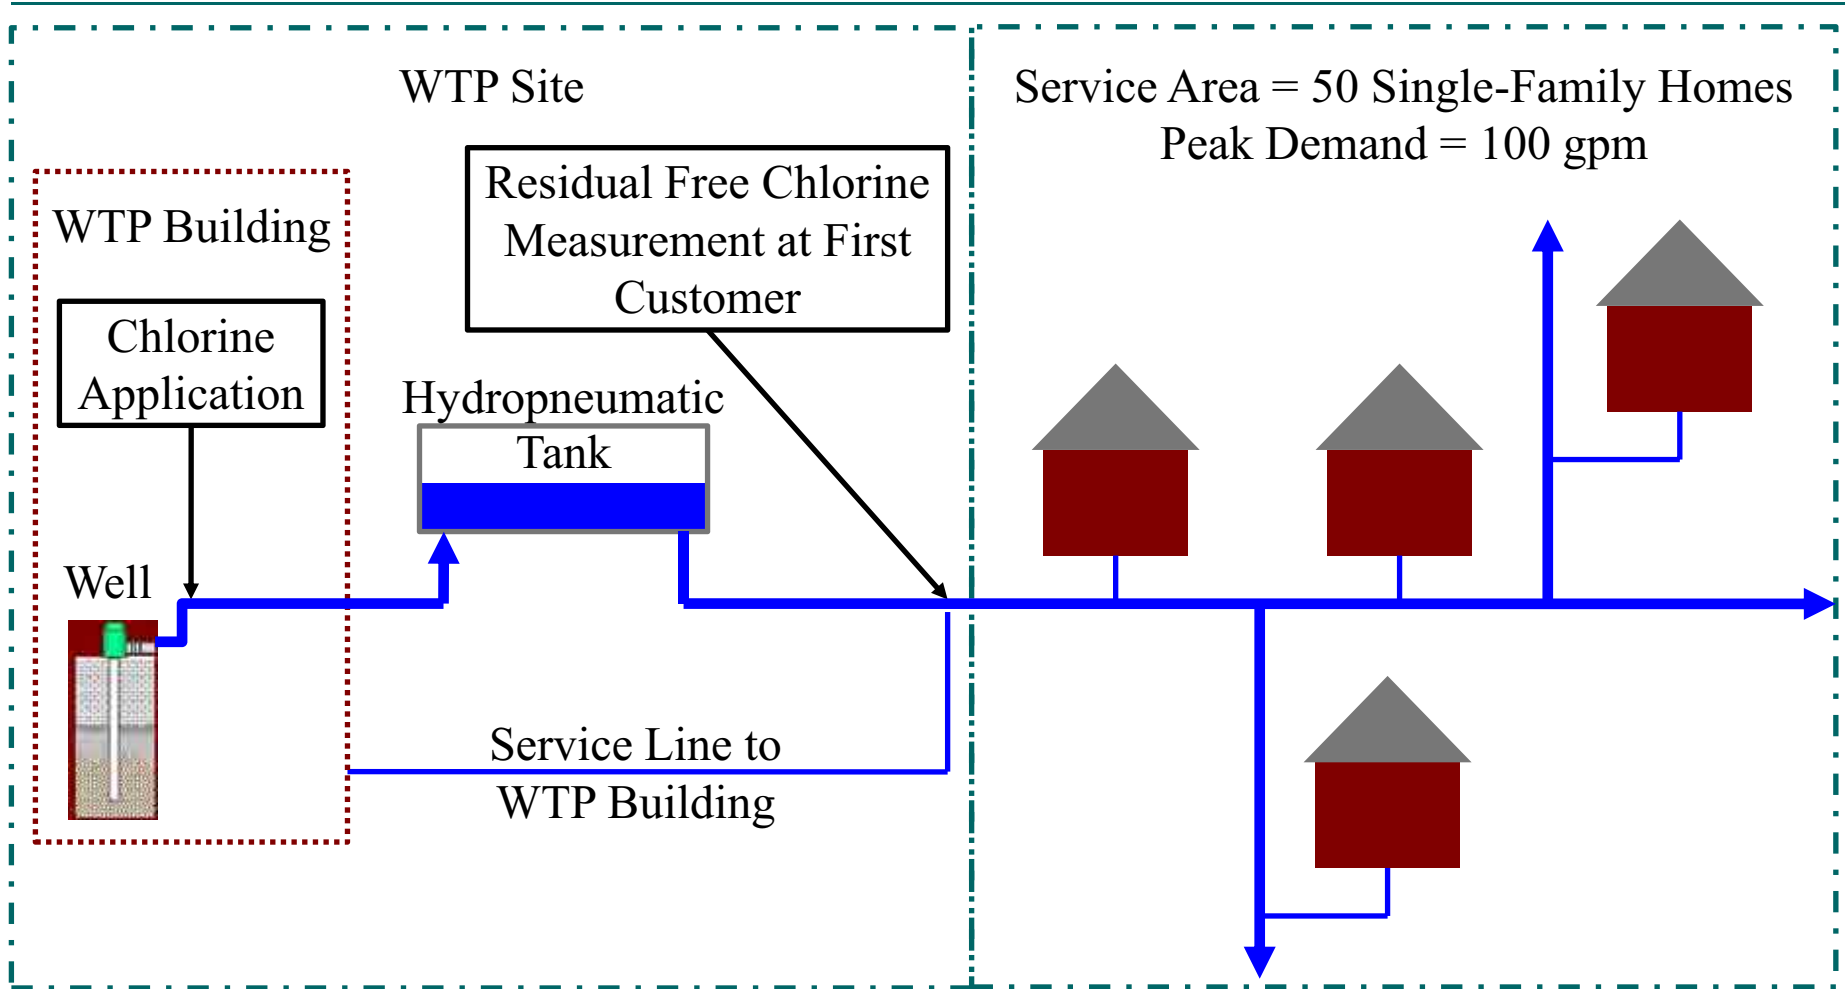 WTP Site
Service Area = 50 Single-Family Homes
Peak Demand = 100 gpm
Residual Free Chlorine
Measurement at First
Customer
WTP Building
Chlorine
Application
Hydropneumatic
Tank
Well
Service Line to
WTP Building